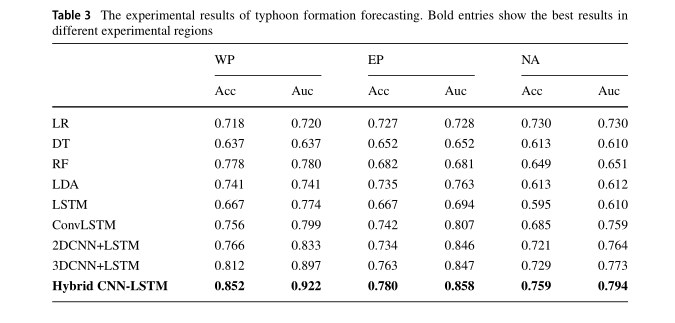 Table 3 The experimental results of typhoon formation forecasting. Bold entries show the best results in
different experimental regions
WP EP NA
Acc Auc Acc Auc Acc Auc
LR 0.718 0.720 0.727 0.728 0.730 0.730
DT 0.637 0.637 0.652 0.652 0.613 0.610
RF 0.778 0.780 0.682 0.681 0.649 0.651
LDA 0.741 0.741 0.735 0.763 0.613 0.612
LSTM 0.667 0.774 0.667 0.694 0.595 0.610
ConvLSTM 0.756 0.799 0.742 0.807 0.685 0.759
2DCNN+LSTM 0.766 0.833 0.734 0.846 0.721 0.764
3DCNN+LSTM 0.812 0.897 0.763 0.847 0.729 0.773
Hybrid CNN-LSTM 0.852 0.922 0.780 0.858 0.759 0.794